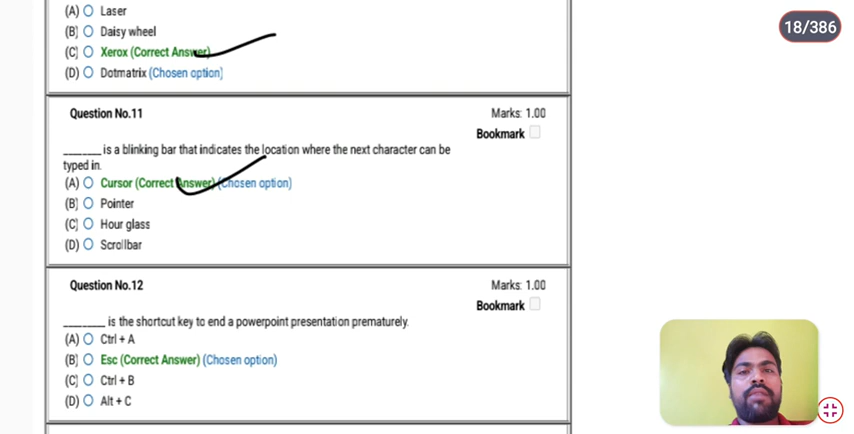 18/386
(A) Laser
(B) Daisy wheel
(C) Xerox (Correct Answer)
(D) Dotmatrix (Chosen option)
Question No.11 Marks: 1.00
Bookmark
______ is a blinking bar that indicates the location where the next character can be
typed in.
(A) Cursor (Correct Answer) (Chosen option)
(B) Pointer
(C) Hour glass
(D) Scrollbar
Question No.12 Marks: 1.00
Bookmark
______ is the shortcut key to end a powerpoint presentation prematurely.
(A) Ctrl + A
(B) Esc (Correct Answer) (Chosen option)
(C) Ctrl + B
(D) Alt + C